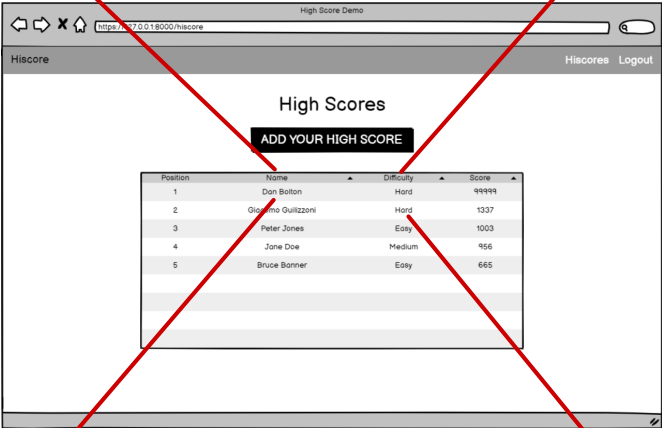 High Score Demo
https://127.0.0.1:8000/hiscore
Hiscore Hiscores Logout
High Scores
ADD YOUR HIGH SCORE
Position Name Difficulty Score
1 Dan Bolton Hard 99999
2 Giacomo Guilizzoni Hard 1337
3 Peter Jones Easy 1003
4 Jane Doe Medium 956
5 Bruce Banner Easy 665